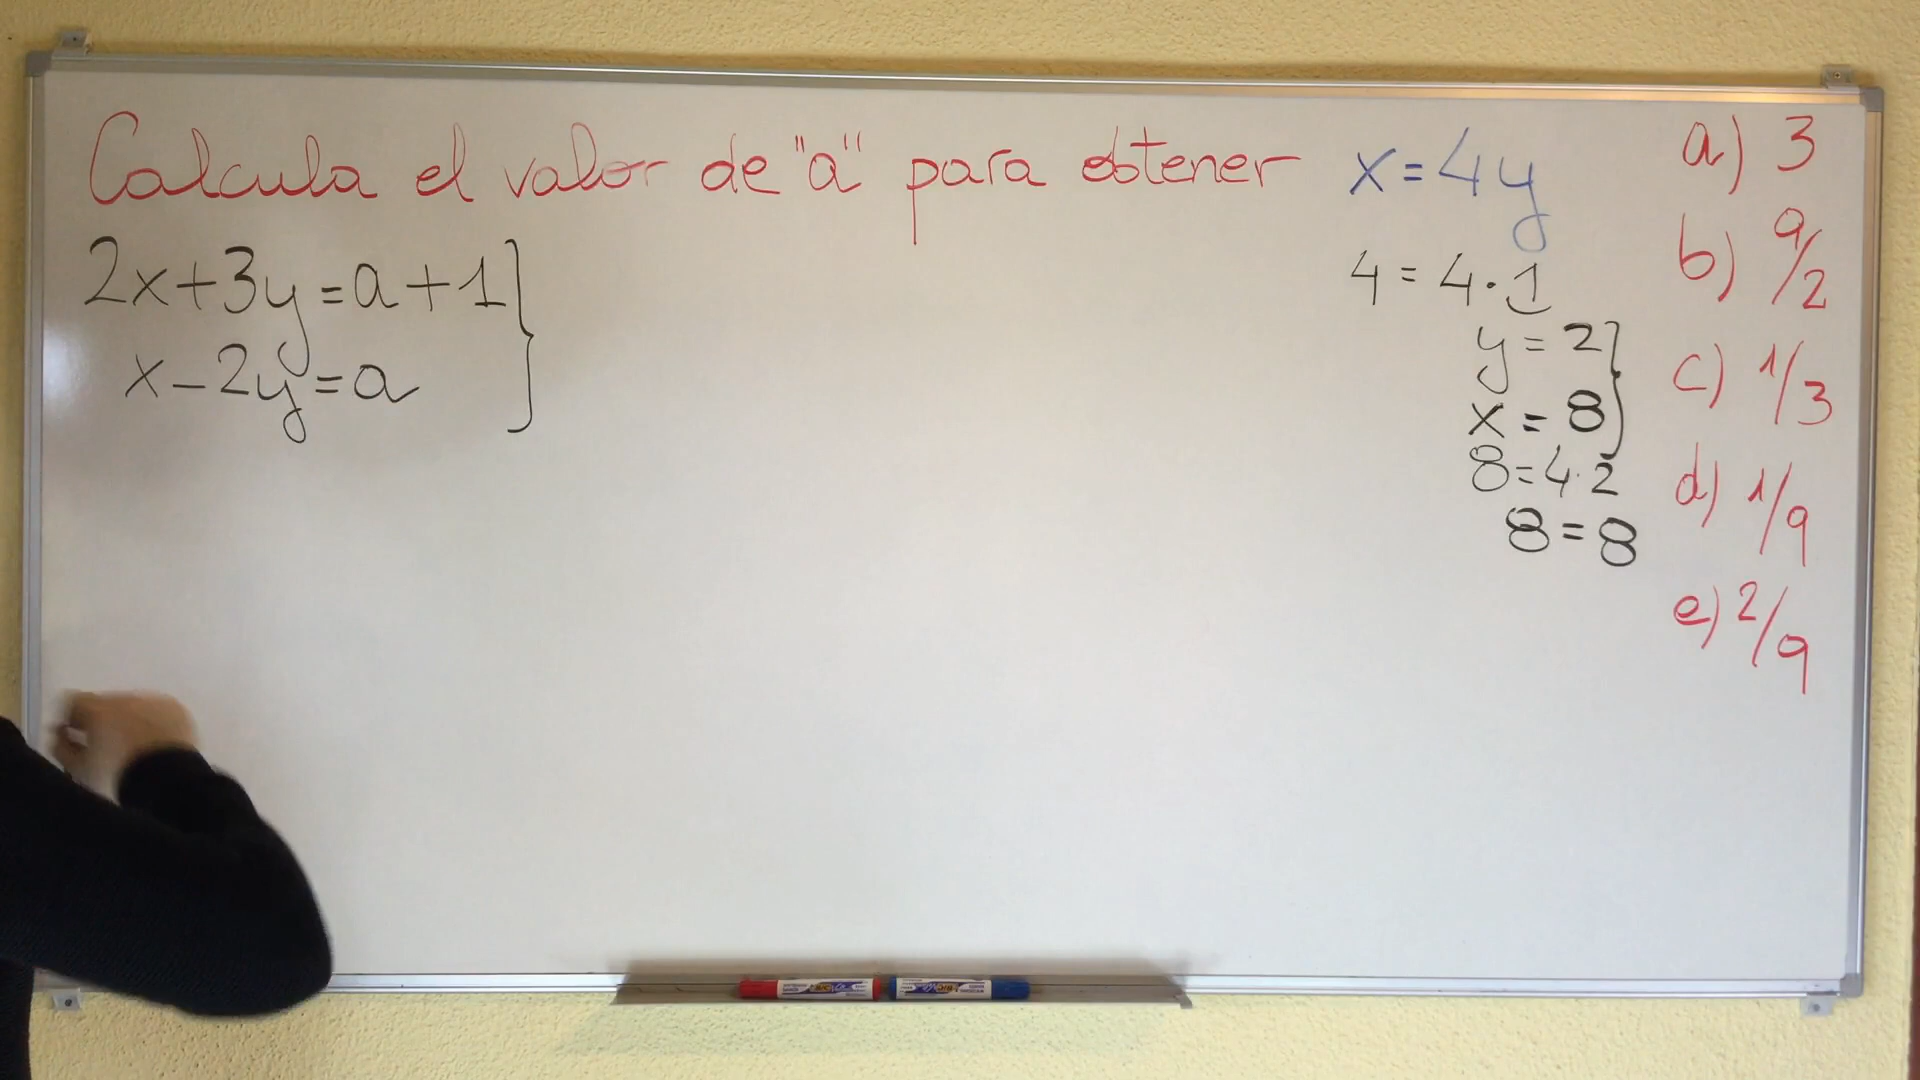 Calcula el valor de "a" para obtener x=4y
2x+3y=a+1
x-2y=a
4=4·1
y=2
x=8
8=4·2
8=8
a) 3
b) 9/2
c) 1/3
d) 1/9
e) 2/9